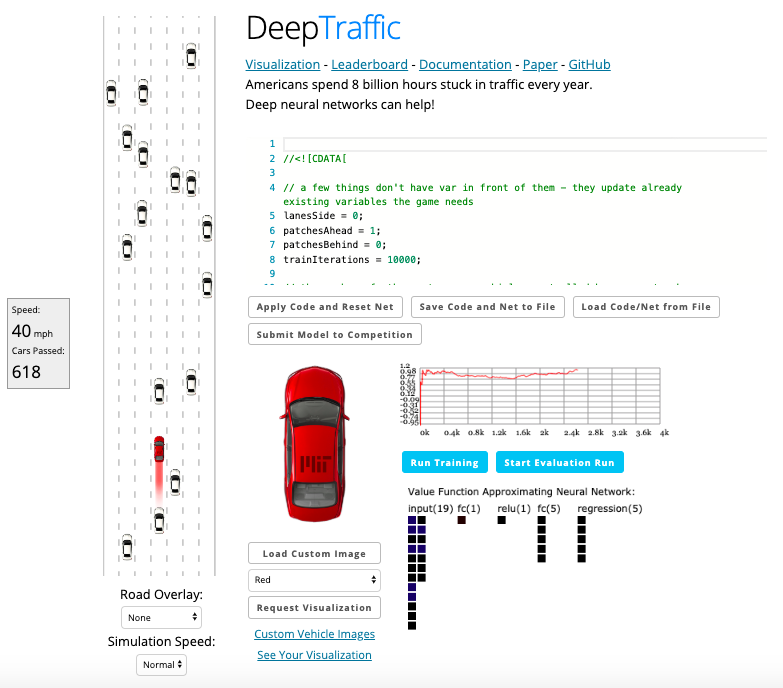 DeepTraffic
Visualization - Leaderboard - Documentation - Paper - GitHub
Americans spend 8 billion hours stuck in traffic every year.
Deep neural networks can help!
1
2 //<![CDATA[
3
4 // a few things don't have var in front of them - they update already
existing variables the game needs
5 lanesSide = 0;
6 patchesAhead = 1;
7 patchesBehind = 0;
8 trainIterations = 10000;
9
Apply Code and Reset Net Save Code and Net to File Load Code/Net from File
Submit Model to Competition
Speed:
40 mph
Cars Passed:
618
MIT
1.2
0.98
0.77
0.55
0.34
0.12
-0.09
-0.31
-0.52
-0.74
-0.95
0k 0.4k 0.8k 1.2k 1.6k 2k 2.4k 2.8k 3.2k 3.6k 4k
Run Training Start Evaluation Run
Value Function Approximating Neural Network:
input(19) fc(1) relu(1) fc(5) regression(5)
Load Custom Image
Red
Request Visualization
Custom Vehicle Images
See Your Visualization
Road Overlay:
None
Simulation Speed:
Normal